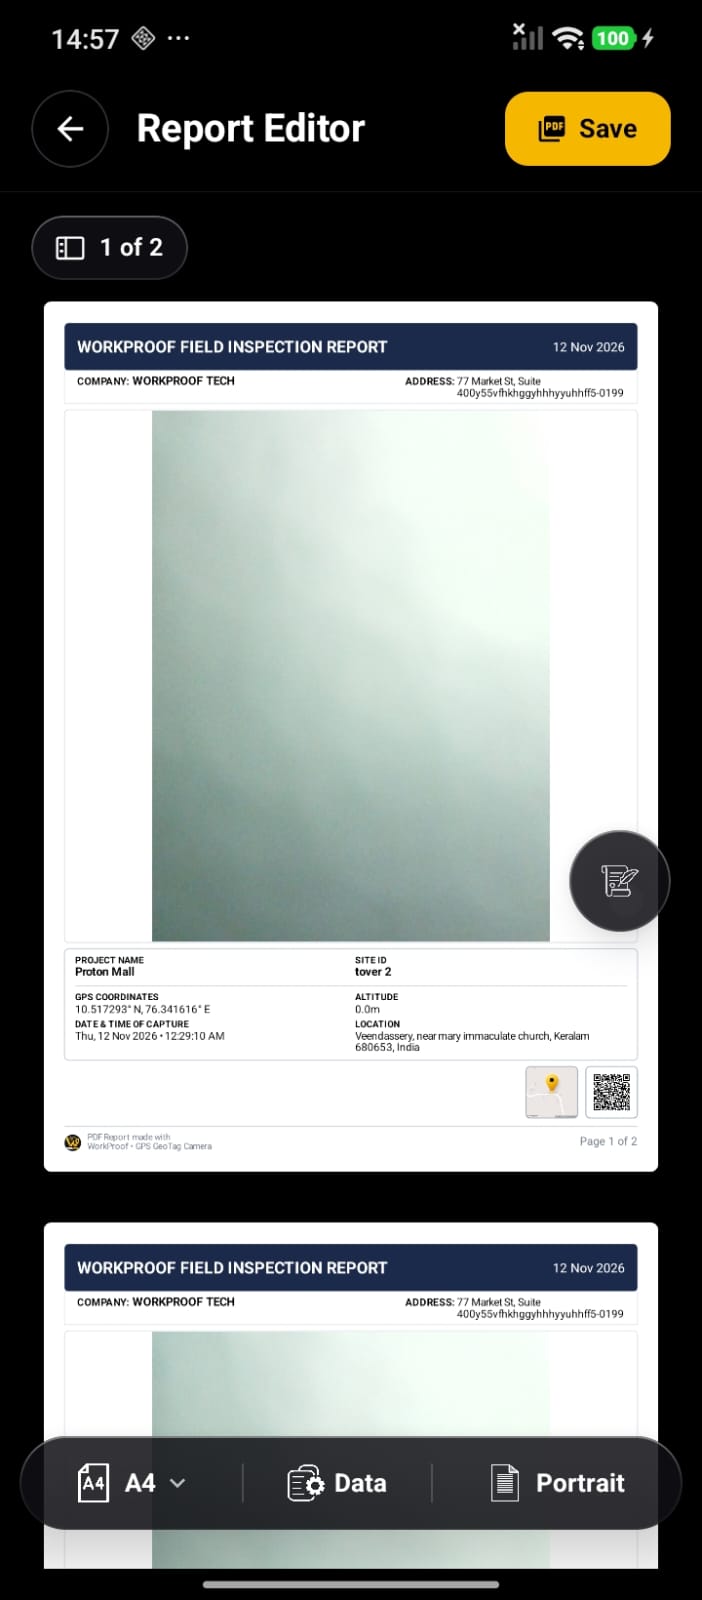 14:57
100
Report Editor
PDF
Save
1 of 2
WORKPROOF FIELD INSPECTION REPORT
12 Nov 2026
COMPANY: WORKPROOF TECH
ADDRESS: 77 Market St, Suite
400y55vfhkhggyhhhyyuhhff5-0199
PROJECT NAME
Proton Mall
SITE ID
tover 2
GPS COORDINATES
10.517293° N, 76.341616° E
ALTITUDE
0.0m
DATE & TIME OF CAPTURE
Thu, 12 Nov 2026 • 12:29:10 AM
LOCATION
Veendassery, near mary immaculate church, Keralam
680653, India
PDF Report made with
WorkProof • GPS GeoTag Camera
Page 1 of 2
WORKPROOF FIELD INSPECTION REPORT
12 Nov 2026
COMPANY: WORKPROOF TECH
ADDRESS: 77 Market St, Suite
400y55vfhkhggyhhhyyuhhff5-0199
A4
A4
Data
Portrait